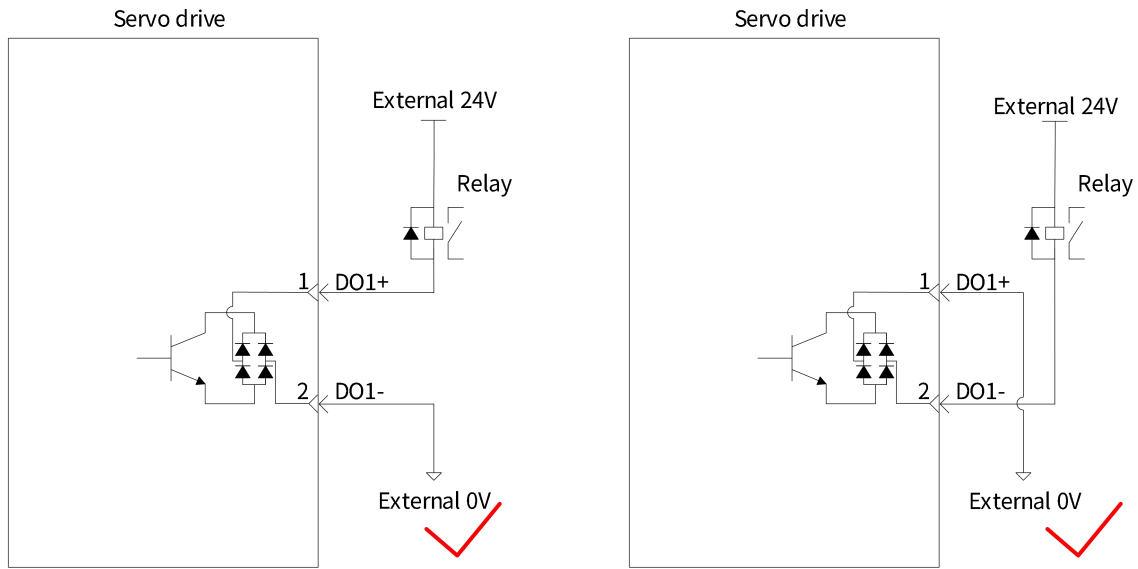 Servo drive
External 24V
Relay
1 DO1+
2 DO1-
External 0V
Servo drive
External 24V
Relay
1 DO1+
2 DO1-
External 0V